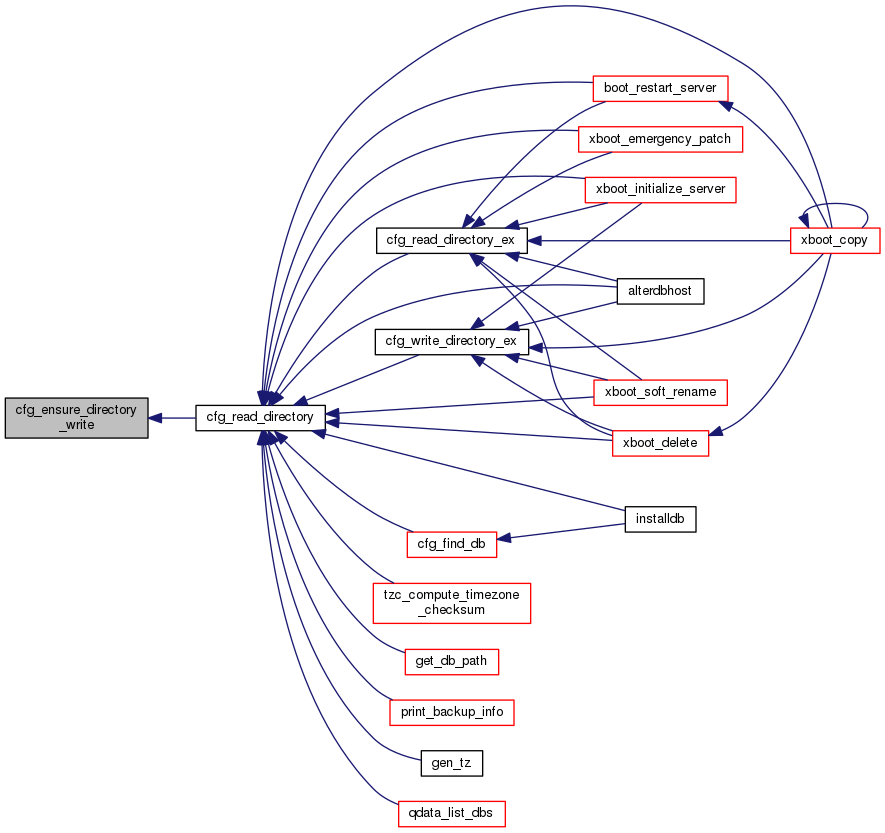 boot_restart_server
xboot_emergency_patch
xboot_initialize_server
cfg_read_directory_ex
xboot_copy
alterdbhost
cfg_write_directory_ex
xboot_soft_rename
cfg_ensure_directory
_write
cfg_read_directory
xboot_delete
installdb
cfg_find_db
tzc_compute_timezone
_checksum
get_db_path
print_backup_info
gen_tz
qdata_list_dbs